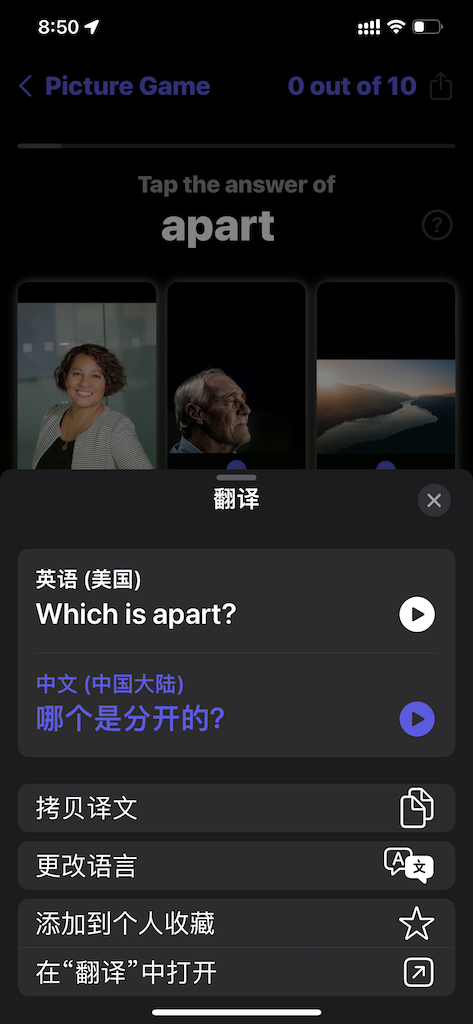 8:50
Picture Game
0 out of 10
Tap the answer of
apart
?
翻译
英语 (美国)
Which is apart?
中文 (中国大陆)
哪个是分开的?
拷贝译文
更改语言
A 文
添加到个人收藏
在“翻译”中打开